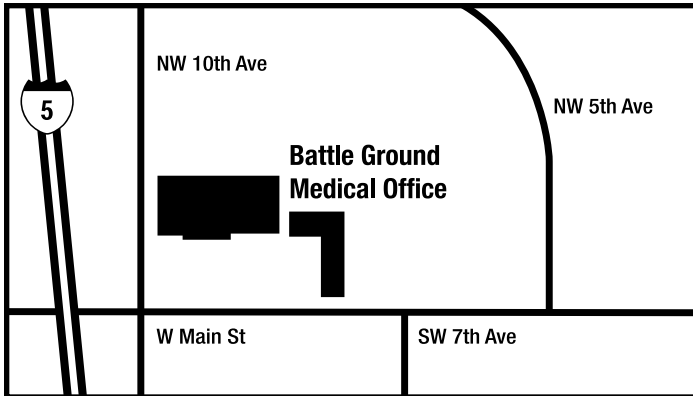 NW 10th Ave
5
NW 5th Ave
Battle Ground
Medical Office
W Main St
SW 7th Ave